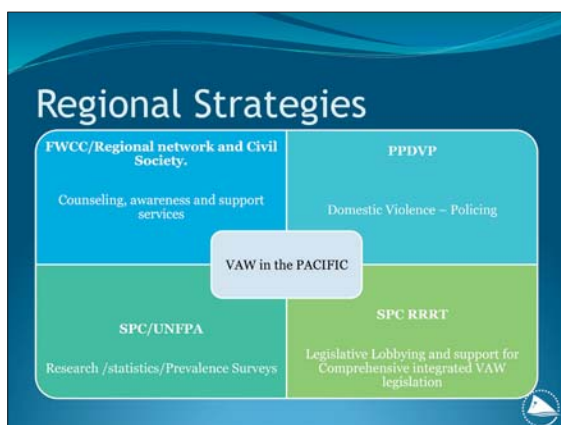 Regional Strategies
FWCC/Regional network and Civil
Society.
Counseling, awareness and support
services
PPDVP
Domestic Violence – Policing
VAW in the PACIFIC
SPC/UNFPA
Research /statistics/Prevalence Surveys
SPC RRRT
Legislative Lobbying and support for
Comprehensive integrated VAW
legislation